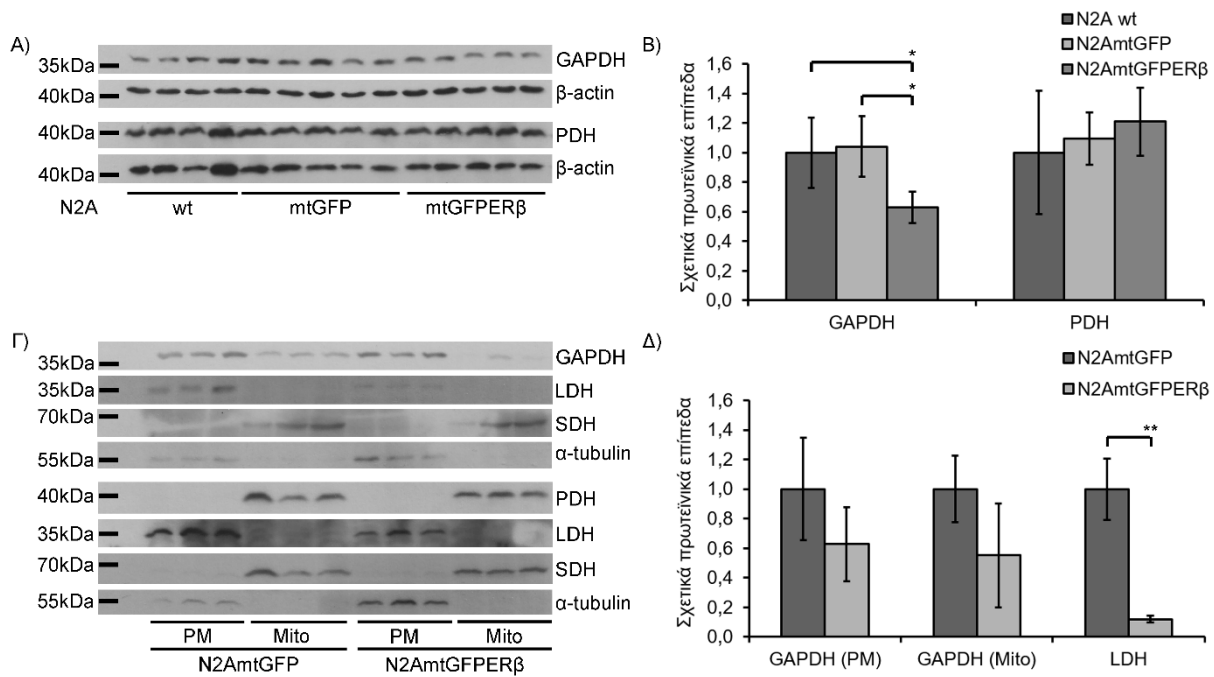 Α)
35kDa
GAPDH
40kDa
β-actin
40kDa
PDH
40kDa
β-actin
N2A
wt
mtGFP
mtGFPERβ
Β)
N2A wt
N2AmtGFP
N2AmtGFPERβ
Σχετικά πρωτεϊνικά επίπεδα
1,6
1,4
1,2
1,0
0,8
0,6
0,4
0,2
0,0
*
*
GAPDH
PDH
Γ)
35kDa
GAPDH
35kDa
LDH
70kDa
SDH
55kDa
α-tubulin
40kDa
PDH
35kDa
LDH
70kDa
SDH
55kDa
α-tubulin
PM
Mito
PM
Mito
N2AmtGFP
N2AmtGFPERβ
Δ)
N2AmtGFP
N2AmtGFPERβ
Σχετικά πρωτεϊνικά επίπεδα
1,6
1,4
1,2
1,0
0,8
0,6
0,4
0,2
0,0
**
GAPDH (PM)
GAPDH (Mito)
LDH